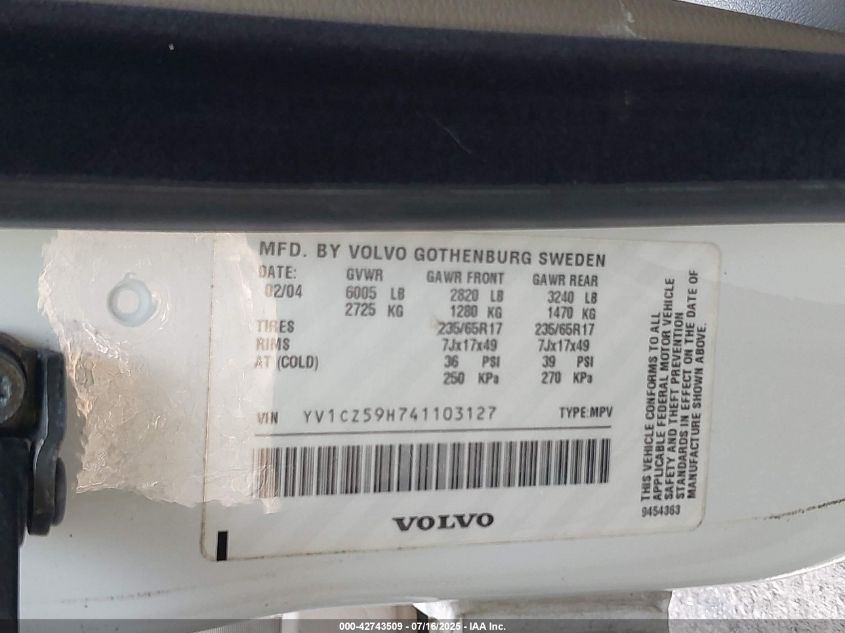 MFD. BY VOLVO GOTHENBURG SWEDEN
DATE: GVWR GAWR FRONT GAWR REAR
02/04 6005 LB 2820 LB 3240 LB
2725 KG 1280 KG 1470 KG
TIRES 235/65R17 235/65R17
RIMS 7Jx17x49 7Jx17x49
AT (COLD) 36 PSI 39 PSI
250 KPa 270 KPa
VIN YV1CZ59H741103127 TYPE:MPV
VOLVO
THIS VEHICLE CONFORMS TO ALL
APPLICABLE FEDERAL MOTOR VEHICLE
SAFETY AND THEFT PREVENTION
STANDARDS IN EFFECT ON THE DATE OF
MANUFACTURE SHOWN ABOVE.
9454363
000-42743509 - 07/16/2025 - IAA Inc.